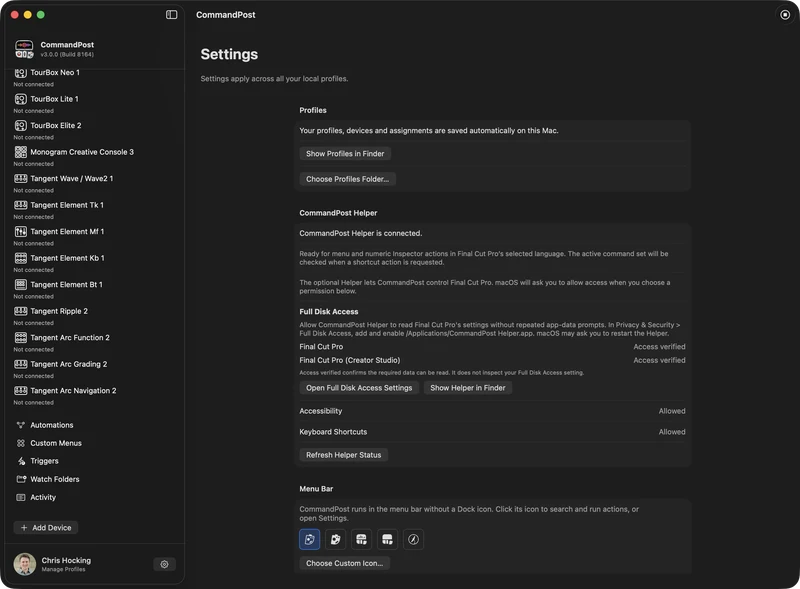 CommandPost
CommandPost
v3.0.0 (Build 8164)
TourBox Neo 1
Not connected
TourBox Lite 1
Not connected
TourBox Elite 2
Not connected
Monogram Creative Console 3
Not connected
Tangent Wave / Wave2 1
Not connected
Tangent Element Tk 1
Not connected
Tangent Element Mf 1
Not connected
Tangent Element Kb 1
Not connected
Tangent Element Bt 1
Not connected
Tangent Ripple 2
Not connected
Tangent Arc Function 2
Not connected
Tangent Arc Grading 2
Not connected
Tangent Arc Navigation 2
Not connected
Automations
Custom Menus
Triggers
Watch Folders
Activity
Add Device
Chris Hocking
Manage Profiles
Settings
Settings apply across all your local profiles.
Profiles
Your profiles, devices and assignments are saved automatically on this Mac.
Show Profiles in Finder
Choose Profiles Folder...
CommandPost Helper
CommandPost Helper is connected.
Ready for menu and numeric Inspector actions in Final Cut Pro's selected language. The active command set will be
checked when a shortcut action is requested.
The optional Helper lets CommandPost control Final Cut Pro. macOS will ask you to allow access when you choose a
permission below.
Full Disk Access
Allow CommandPost Helper to read Final Cut Pro's settings without repeated app-data prompts. In Privacy & Security >
Full Disk Access, add and enable /Applications/CommandPost Helper.app. macOS may ask you to restart the Helper.
Final Cut Pro Access verified
Final Cut Pro (Creator Studio) Access verified
Access verified confirms the required data can be read. It does not inspect your Full Disk Access setting.
Open Full Disk Access Settings Show Helper in Finder
Accessibility Allowed
Keyboard Shortcuts Allowed
Refresh Helper Status
Menu Bar
CommandPost runs in the menu bar without a Dock icon. Click its icon to search and run actions, or
open Settings.
Choose Custom Icon...